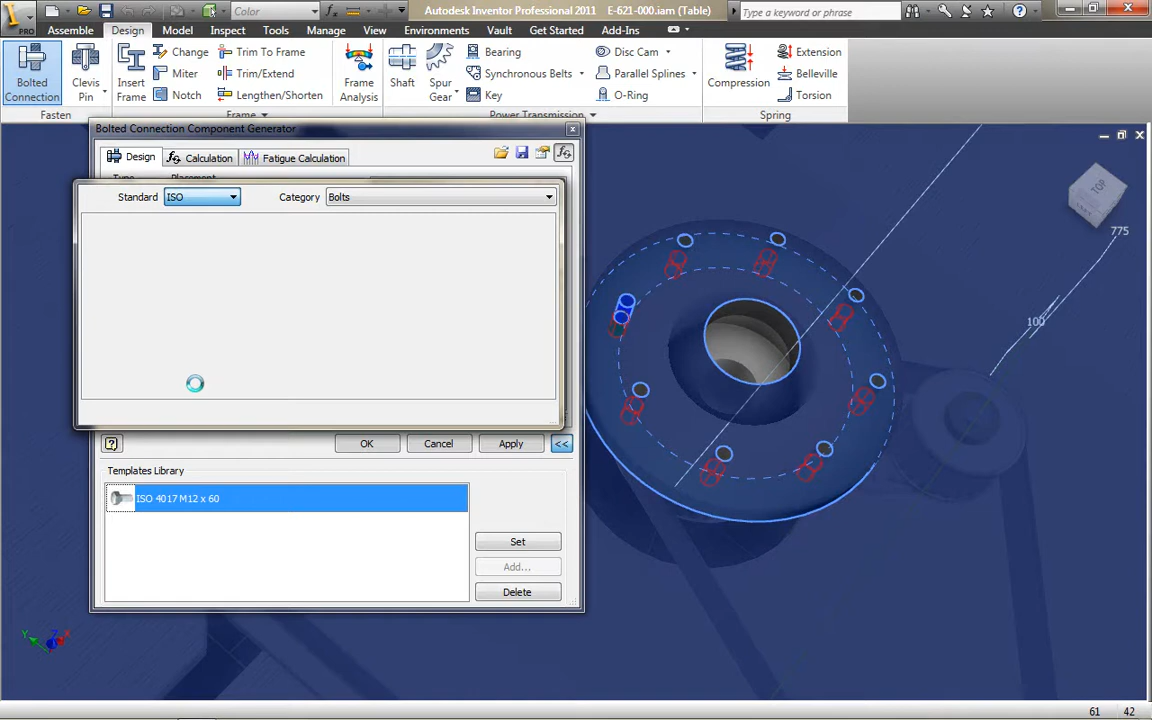 Color
Autodesk Inventor Professional 2011 E-621-000.iam (Table)
Type a keyword or phrase
PRO
Assemble Design Model Inspect Tools Manage View Environments Vault Get Started Add-Ins
Bolted Connection
Clevis Pin
Insert Frame
Change
Miter
Notch
Trim To Frame
Trim/Extend
Lengthen/Shorten
Frame Analysis
Shaft
Spur Gear
Bearing
Synchronous Belts
Key
Disc Cam
Parallel Splines
O-Ring
Compression
Extension
Belleville
Torsion
Fasten Frame Power Transmission Spring
Bolted Connection Component Generator
Design Calculation Fatigue Calculation
Type Placement
Standard ISO Category Bolts
OK Cancel Apply <<
Templates Library
ISO 4017 M12 x 60
Set
Add...
Delete
TOP
775
100
Y
Z
X
61 42